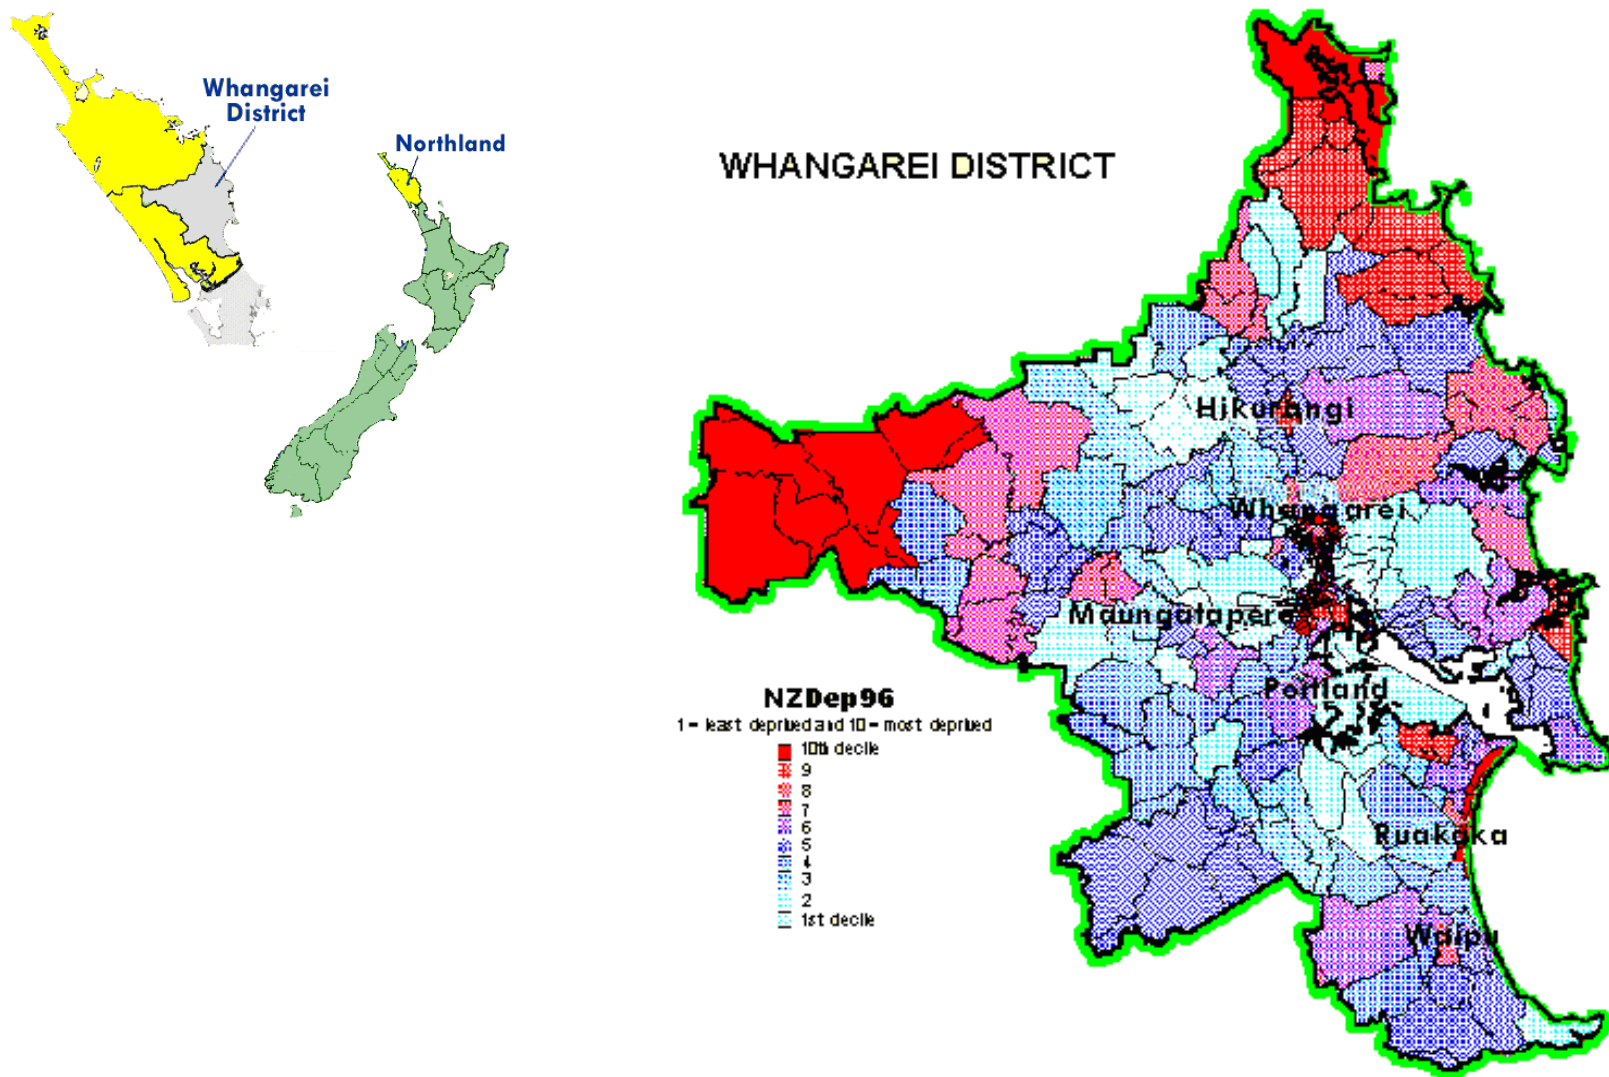 Whangarei
District
Northland
WHANGAREI DISTRICT
Hikurangi
Whangarei
Maungatapere
Portland
NZDep96
1 = least deprived and 10 = most deprived
10th decile
9
8
7
6
5
4
3
2
1st decile
Ruakaka
Waipu